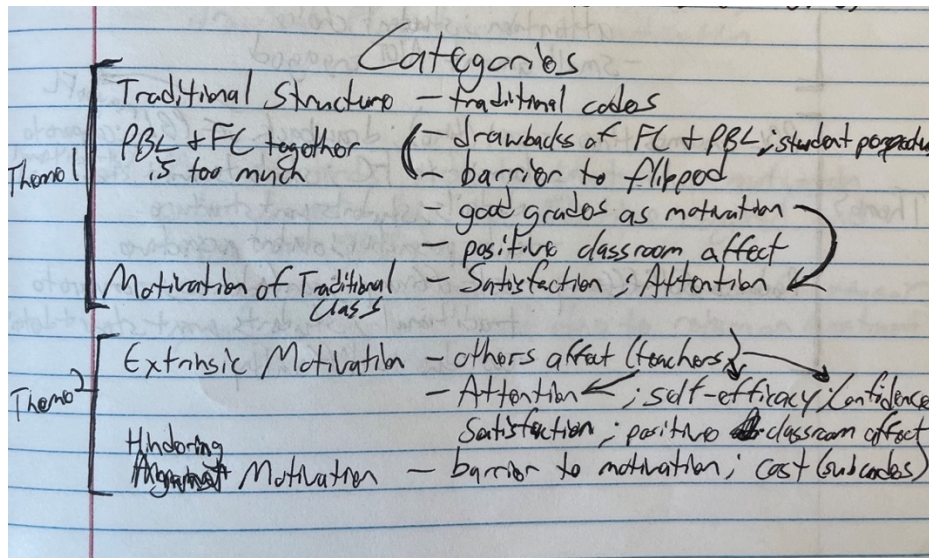 Categories
Traditional Structure – traditional codes
PBL & FC together – drawbacks of FC & PBL ; student perspective
Theme 1 is too much – barrier to flipped
– good grades as motivation
– positive classroom affect
Motivation of Traditional Class – Satisfaction ; Attention
Extrinsic Motivation – others affect (teachers)
Theme 2 – Attention ; self-efficacy ; Confidence
Satisfaction ; positive classroom affect
Hindering
Motivation – barrier to motivation ; cost (subcodes)